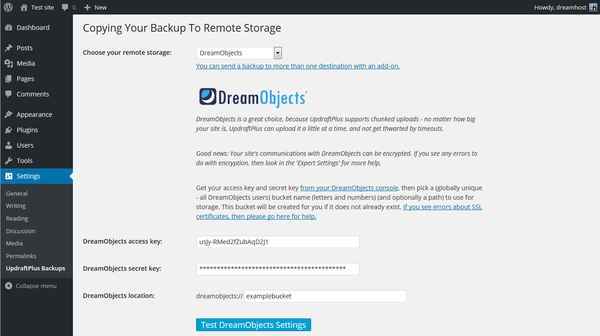 Test site
0
New
Howdy, dreamhost
Dashboard
Posts
Media
Pages
Comments
Appearance
Plugins
Users
Tools
Settings
General
Writing
Reading
Discussion
Media
Permalinks
UpdraftPlus Backups
Collapse menu
Copying Your Backup To Remote Storage
Choose your remote storage:
DreamObjects
You can send a backup to more than one destination with an add-on.
DreamObjects
DreamObjects is a great choice, because UpdraftPlus supports chunked uploads - no matter how big
your site is, UpdraftPlus can upload it a little at a time, and not get thwarted by timeouts.
Good news: Your site's communications with DreamObjects can be encrypted. If you see any errors to
do with encryption, then look in the 'Expert Settings' for more help.
Get your access key and secret key from your DreamObjects console, then pick a (globally unique
- all DreamObjects users) bucket name (letters and numbers) (and optionally a path) to use for
storage. This bucket will be created for you if it does not already exist. If you see errors about SSL
certificates, then please go here for help.
DreamObjects access key:
usJy-RMed2fZubAqD2J1
DreamObjects secret key:
****************************************
DreamObjects location:
dreamobjects:// examplebucket
Test DreamObjects Settings